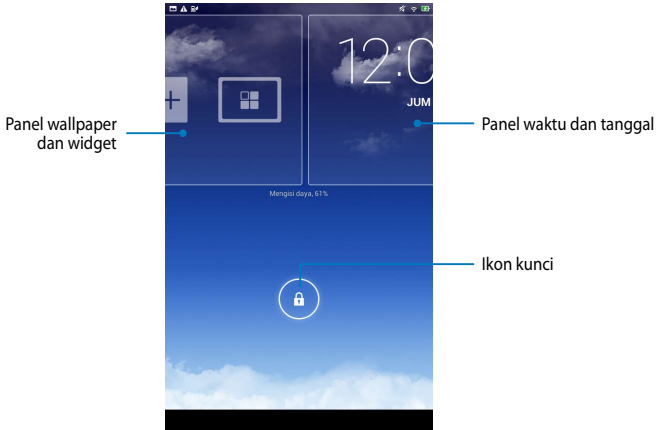 12:0
JUM
Panel wallpaper
dan widget
Panel waktu dan tanggal
Mengisi daya, 61%
Ikon kunci